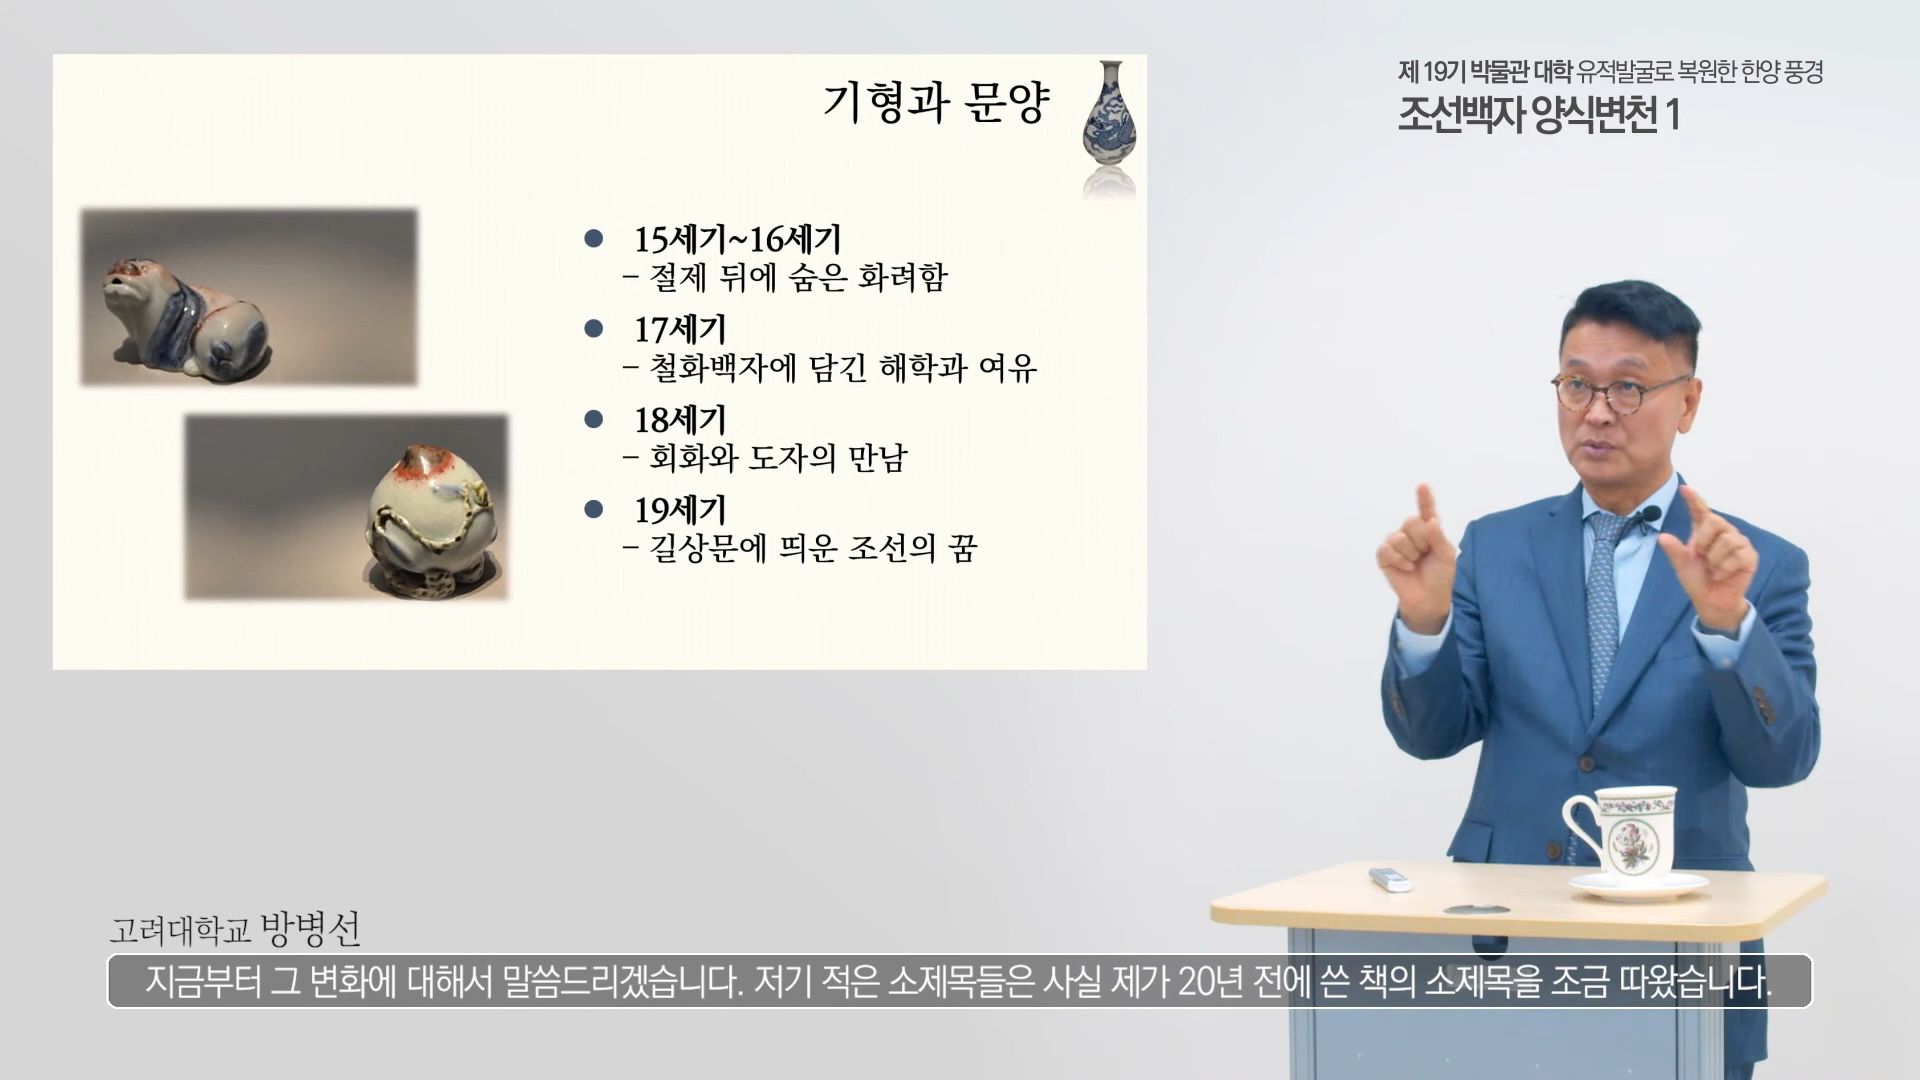 기형과 문양
15세기~16세기
– 절제 뒤에 숨은 화려함
17세기
– 철화백자에 담긴 해학과 여유
18세기
– 회화와 도자의 만남
19세기
– 길상문에 띄운 조선의 꿈
제 19기 박물관 대학 유적발굴로 복원한 한양 풍경
조선백자 양식변천 1
고려대학교 방병선
지금부터 그 변화에 대해서 말씀드리겠습니다. 저기 적은 소제목들은 사실 제가 20년 전에 쓴 책의 소제목을 조금 따왔습니다.